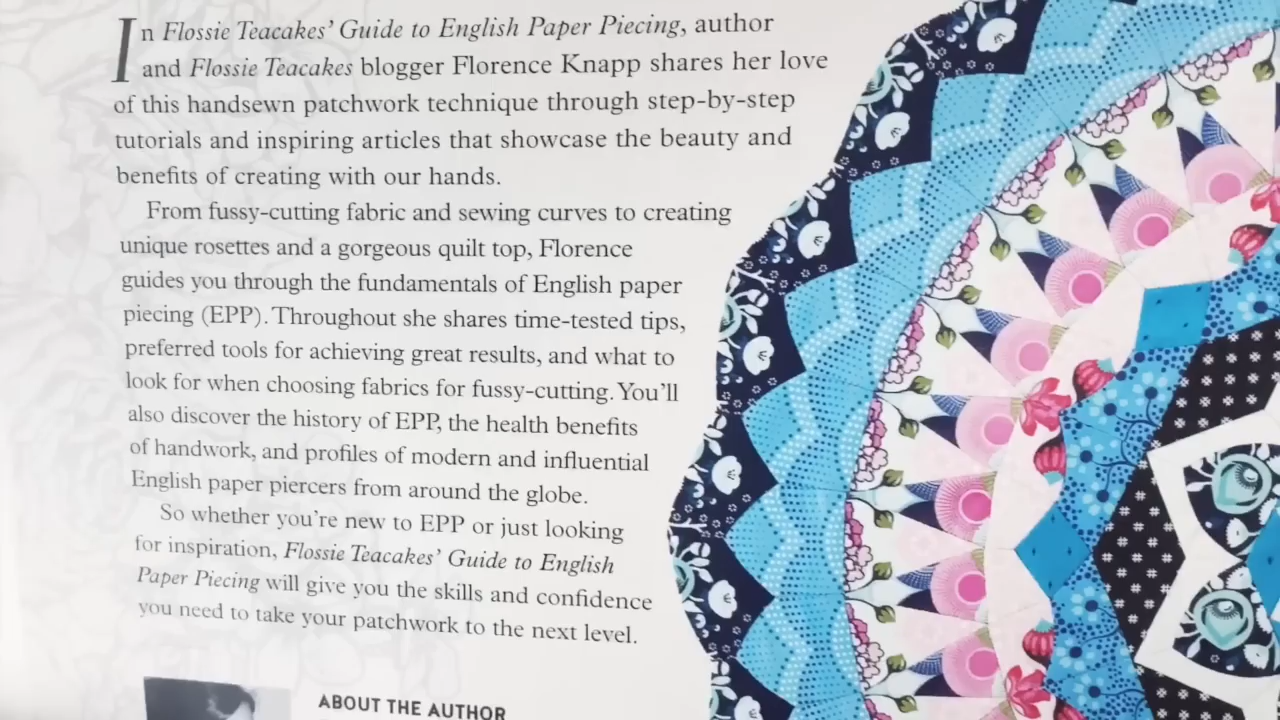 In Flossie Teacakes' Guide to English Paper Piecing, author
and Flossie Teacakes blogger Florence Knapp shares her love
of this handsewn patchwork technique through step-by-step
tutorials and inspiring articles that showcase the beauty and
benefits of creating with our hands.
From fussy-cutting fabric and sewing curves to creating
unique rosettes and a gorgeous quilt top, Florence
guides you through the fundamentals of English paper
piecing (EPP). Throughout she shares time-tested tips,
preferred tools for achieving great results, and what to
look for when choosing fabrics for fussy-cutting. You'll
also discover the history of EPP, the health benefits
of handwork, and profiles of modern and influential
English paper piercers from around the globe.
So whether you're new to EPP or just looking
for inspiration, Flossie Teacakes' Guide to English
Paper Piecing will give you the skills and confidence
you need to take your patchwork to the next level.
ABOUT THE AUTHOR